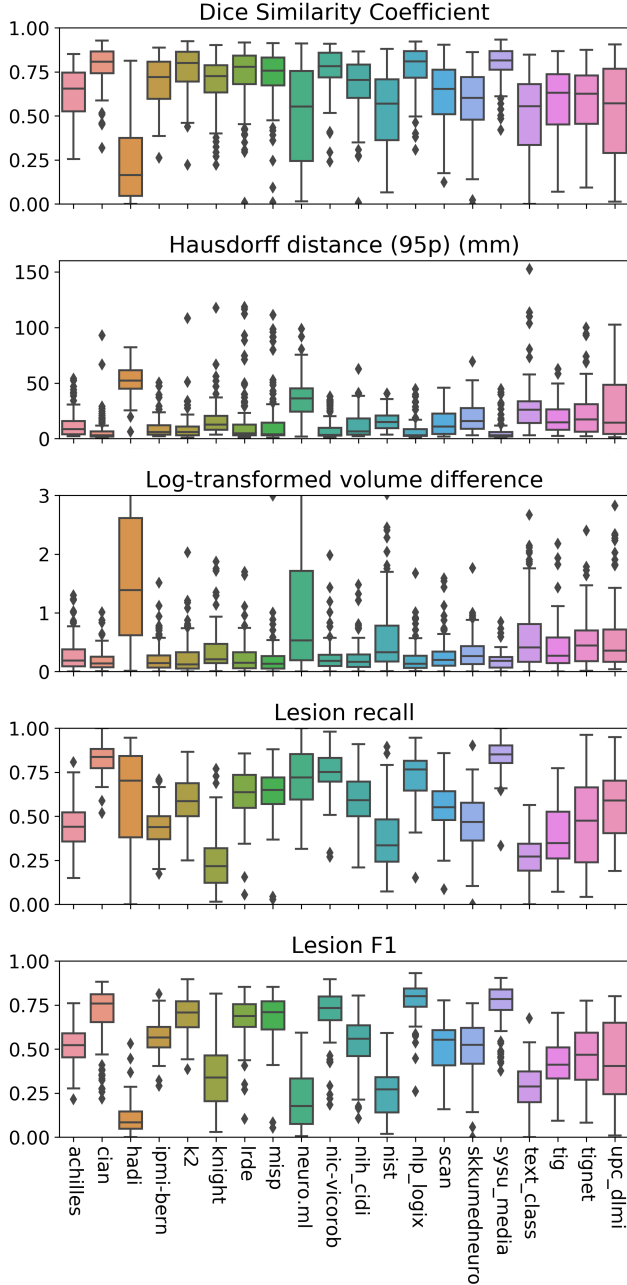 Dice Similarity Coefficient
1.00
0.75
0.50
0.25
0.00
Hausdorff distance (95p) (mm)
150
100
50
0
Log-transformed volume difference
3
2
1
0
Lesion recall
1.00
0.75
0.50
0.25
0.00
Lesion F1
1.00
0.75
0.50
0.25
0.00
achilles
cian
hadi
ipmi-bern
k2
knight
lrde
misp
neuro.ml
nic-vicorob
nih_cidi
nist
nlp_logix
scan
skkumedneuro
sysu_media
text_class
tig
tignet
upc_dlmi